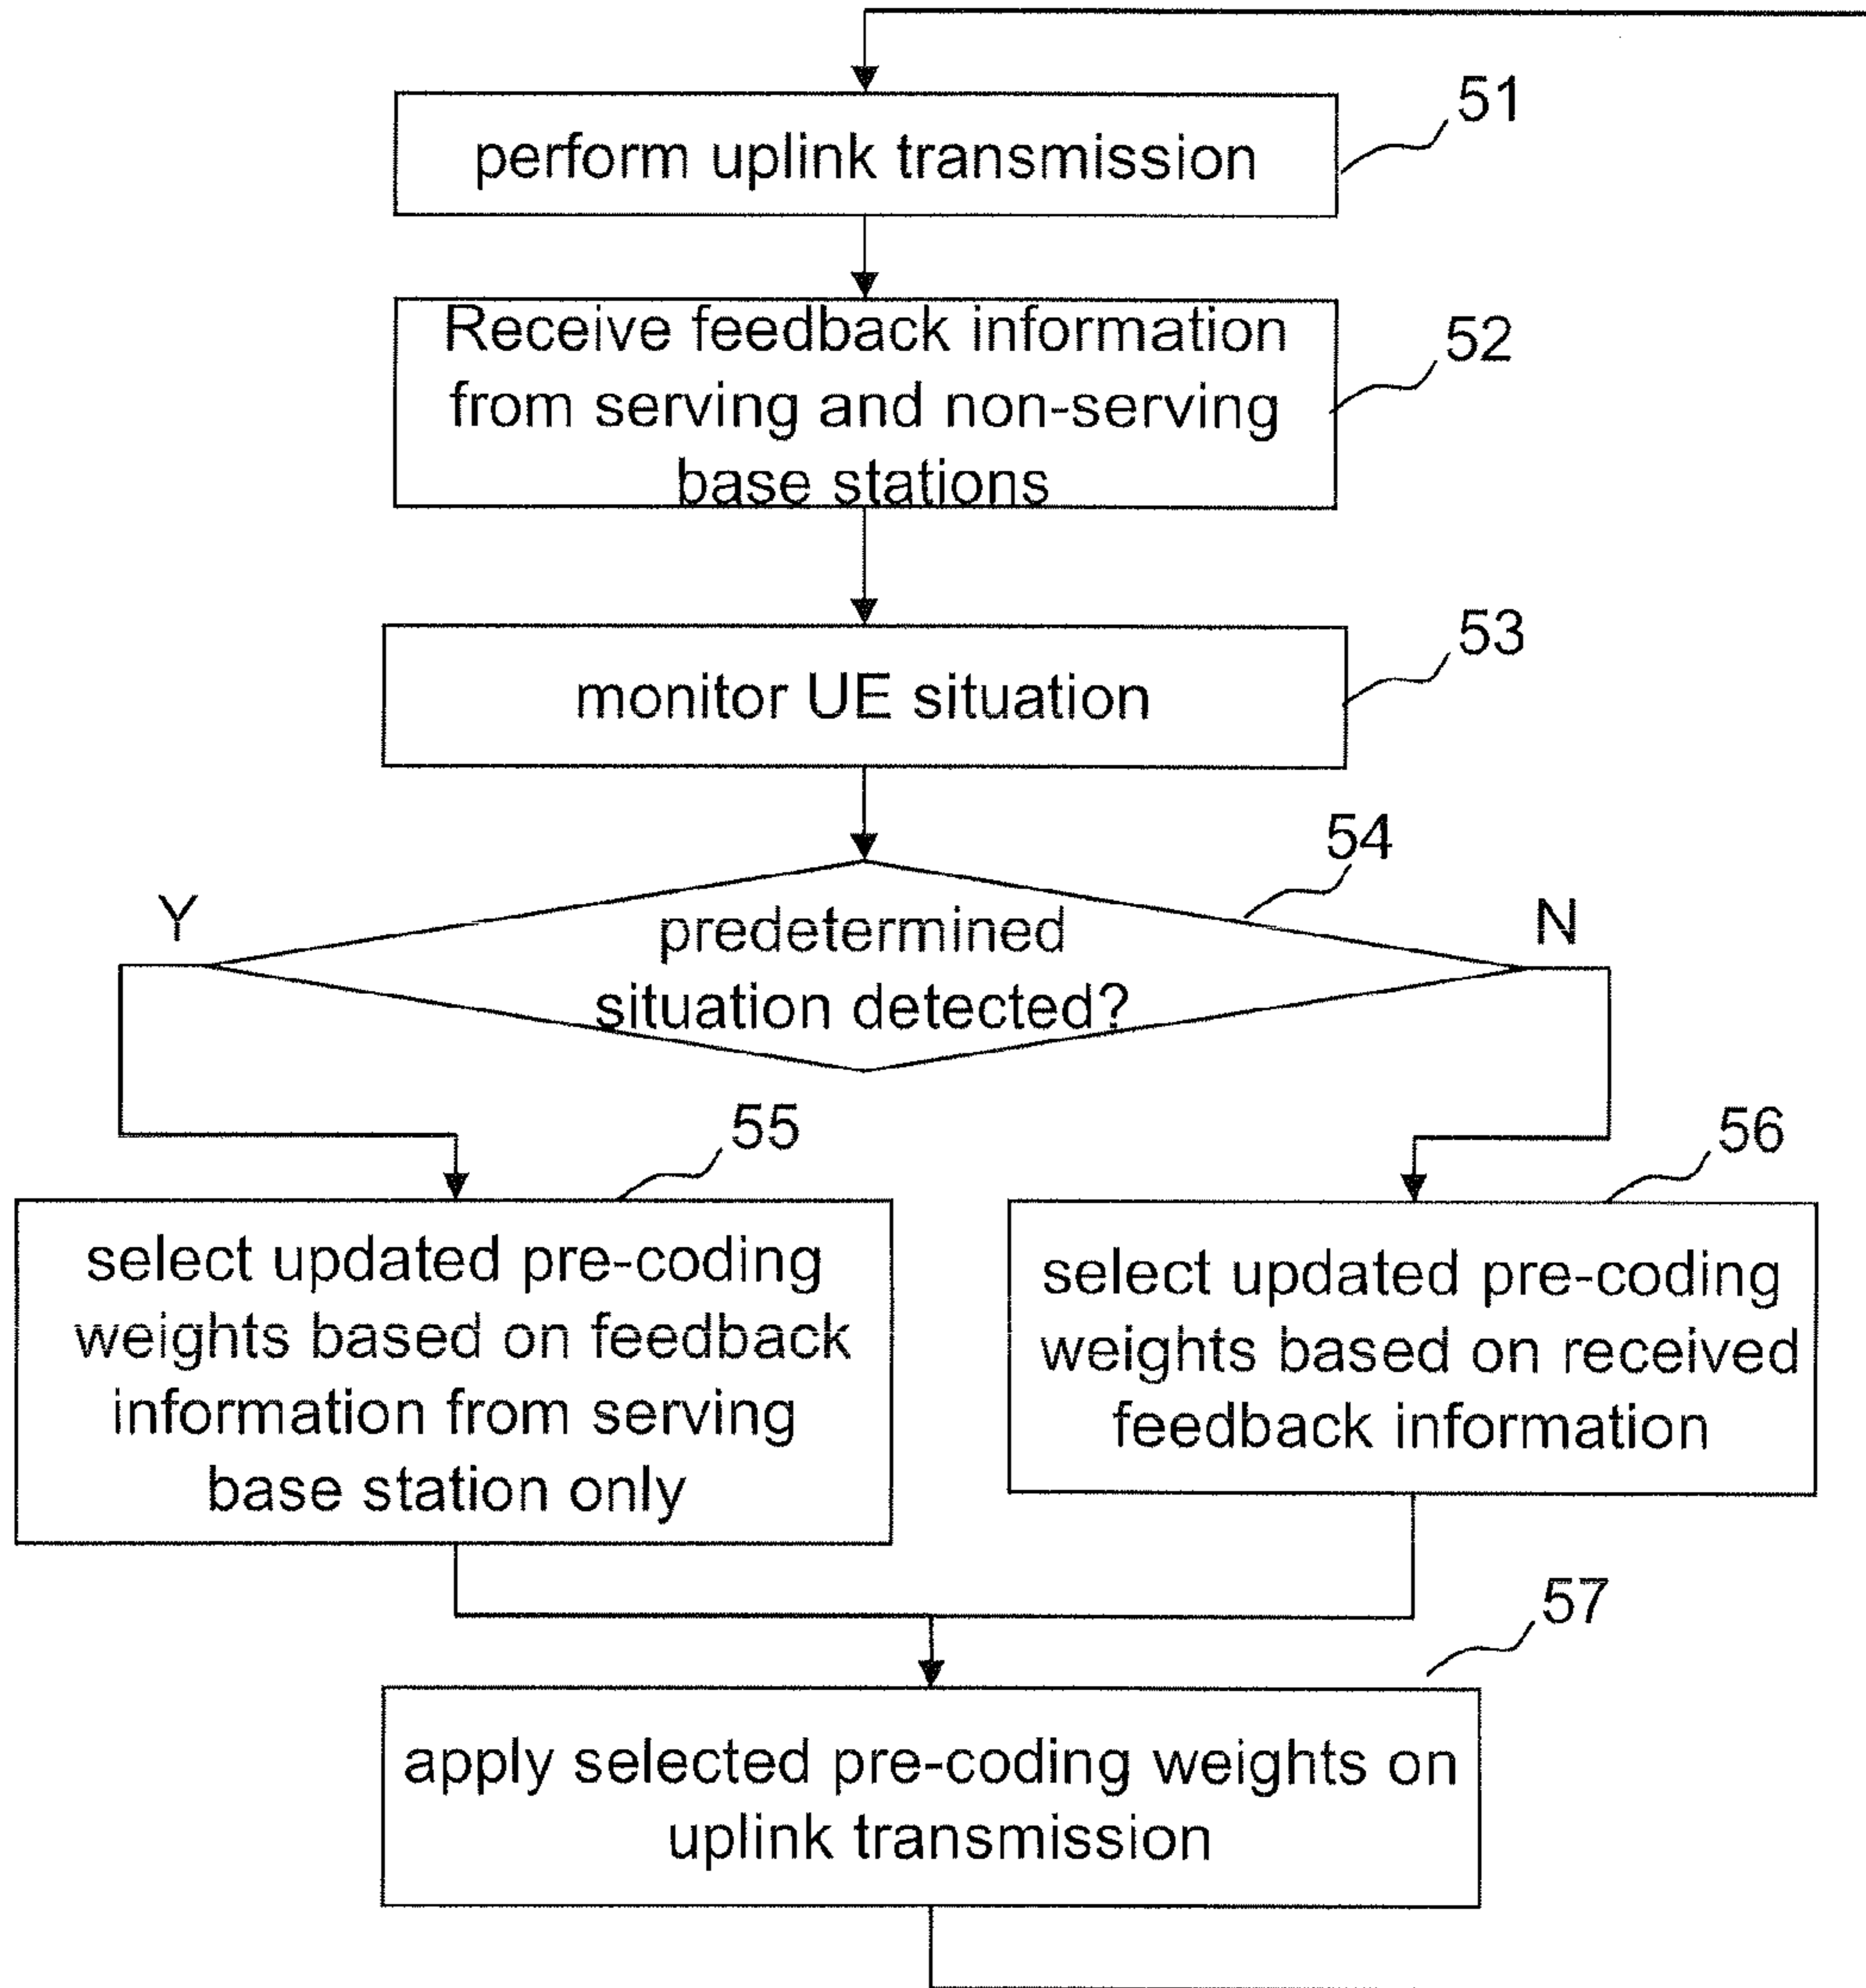 perform uplink transmission
51
Receive feedback information
from serving and non-serving
base stations
52
monitor UE situation
53
54
Y
N
predetermined
situation detected?
55
56
select updated pre-coding
weights based on feedback
information from serving
base station only
select updated pre-coding
weights based on received
feedback information
57
apply selected pre-coding weights on
uplink transmission